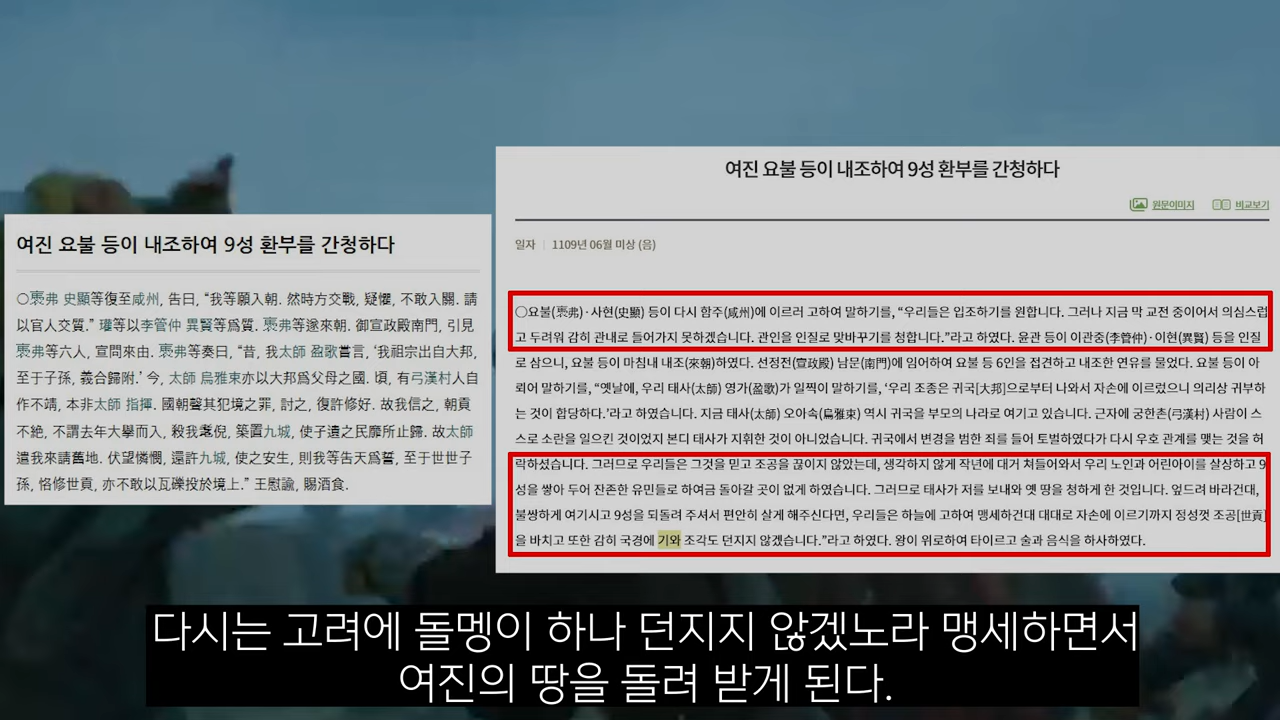 여진 요불 등이 내조하여 9성 환부를 간청하다
〇褭弗 史顯等復至咸州, 告曰, “我等願入朝. 然時方交戰, 疑懼, 不敢入關. 請
以官人交質.” 瓘等以李管仲 異賢等爲質. 褭弗等遂來朝. 御宣政殿南門, 引見
褭弗等六人, 宣問來由. 褭弗等奏曰, “昔, 我太師 盈歌嘗言, ‘我祖宗出自大邦,
至于子孫, 義合歸附.’ 今, 太師 烏雅束亦以大邦爲父母之國. 頃, 有弓漢村人自
作不靖, 本非太師 指揮. 國朝聲其犯境之罪, 討之, 復許修好. 故我信之, 朝貢
不絶, 不謂去年大擧而入, 殺我耄倪, 築置九城, 使孑遺之民靡所止歸. 故太師
遣我來請舊地. 伏望憐憫, 還許九城, 使之安生, 則我等告天爲誓, 至于世世子
孫, 恪修世貢, 亦不敢以瓦礫投於境上.” 王慰諭, 賜酒食.
여진 요불 등이 내조하여 9성 환부를 간청하다
원문이미지 비교보기
일자 1109년 06월 미상 (음)
〇요불(褭弗)·사현(史顯) 등이 다시 함주(咸州)에 이르러 고하여 말하기를, “우리들은 입조하기를 원합니다. 그러나 지금 막 교전 중이어서 의심스럽
고 두려워 감히 관내로 들어가지 못하겠습니다. 관인을 인질로 맞바꾸기를 청합니다.”라고 하였다. 윤관 등이 이관중(李管仲)·이현(異賢) 등을 인질
로 삼으니, 요불 등이 마침내 내조(來朝)하였다. 선정전(宣政殿) 남문(南門)에 임어하여 요불 등 6인을 접견하고 내조한 연유를 물었다. 요불 등이 아
뢰어 말하기를, “옛날에, 우리 태사(太師) 영가(盈歌)가 일찍이 말하기를, ‘우리 조종은 귀국[大邦]으로부터 나와서 자손에 이르렀으니 의리상 귀부하
는 것이 합당하다.’라고 하였습니다. 지금 태사(太師) 오아속(烏雅束) 역시 귀국을 부모의 나라로 여기고 있습니다. 근자에 궁한촌(弓漢村) 사람이 스
스로 소란을 일으킨 것이었지 본디 태사가 지휘한 것이 아니었습니다. 귀국에서 변경을 범한 죄를 들어 토벌하였다가 다시 우호 관계를 맺는 것을 허
락하셨습니다. 그러므로 우리들은 그것을 믿고 조공을 끊이지 않았는데, 생각하지 않게 작년에 대거 쳐들어와서 우리 노인과 어린아이를 살상하고 9
성을 쌓아 두어 잔존한 유민들로 하여금 돌아갈 곳이 없게 하였습니다. 그러므로 태사가 저를 보내와 옛 땅을 청하게 한 것입니다. 엎드려 바라건대,
불쌍하게 여기시고 9성을 되돌려 주셔서 편안히 살게 해주신다면, 우리들은 하늘에 고하여 맹세하건대 대대로 자손에 이르기까지 정성껏 조공[世貢]
을 바치고 또한 감히 국경에 기와 조각도 던지지 않겠습니다.”라고 하였다. 왕이 위로하여 타이르고 술과 음식을 하사하였다.
다시는 고려에 돌멩이 하나 던지지 않겠노라 맹세하면서
여진의 땅을 돌려 받게 된다.